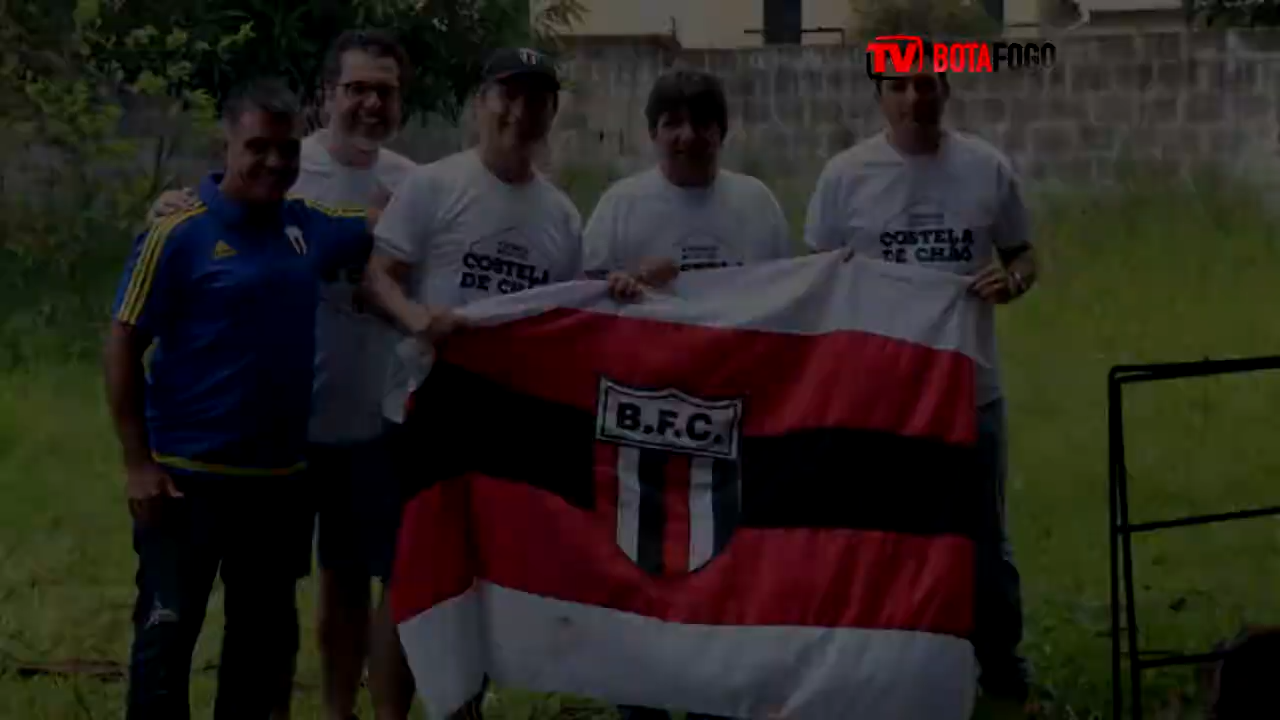 TV BOTAFOGO
COSTELA
DE CHÃO
COSTELA
DE CHÃO
B.F.C.